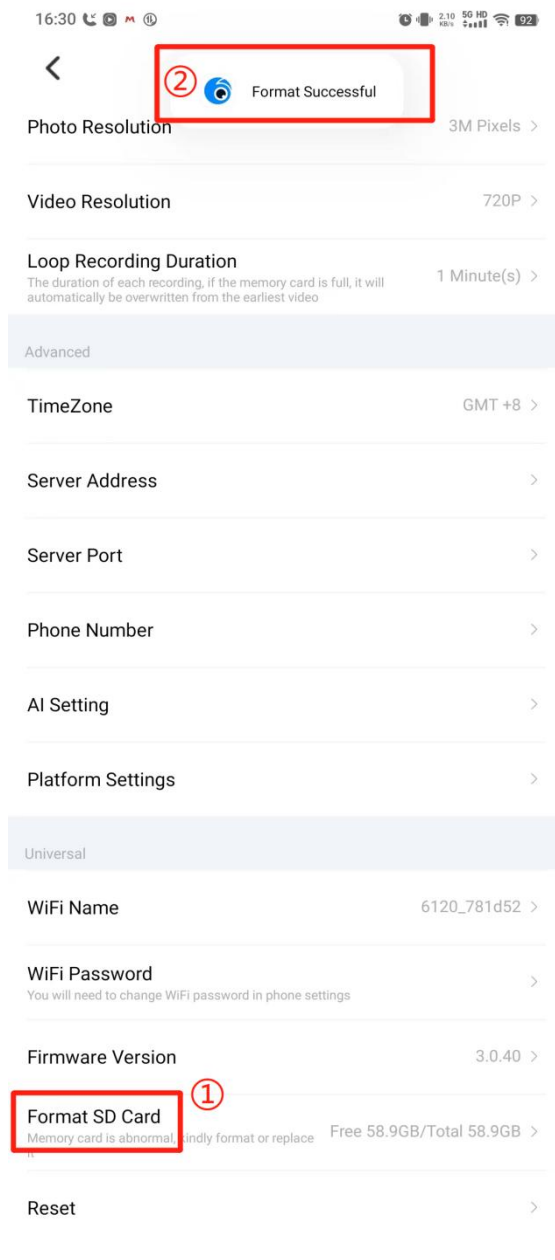 16:30
2.10 KB/s 5G HD 92
②
Format Successful
Photo Resolution
3M Pixels
Video Resolution
720P
Loop Recording Duration
The duration of each recording, if the memory card is full, it will
automatically be overwritten from the earliest video
1 Minute(s)
Advanced
TimeZone
GMT +8
Server Address
Server Port
Phone Number
AI Setting
Platform Settings
Universal
WiFi Name
6120_781d52
WiFi Password
You will need to change WiFi password in phone settings
Firmware Version
3.0.40
①
Format SD Card
Memory card is abnormal, kindly format or replace
Free 58.9GB/Total 58.9GB
Reset